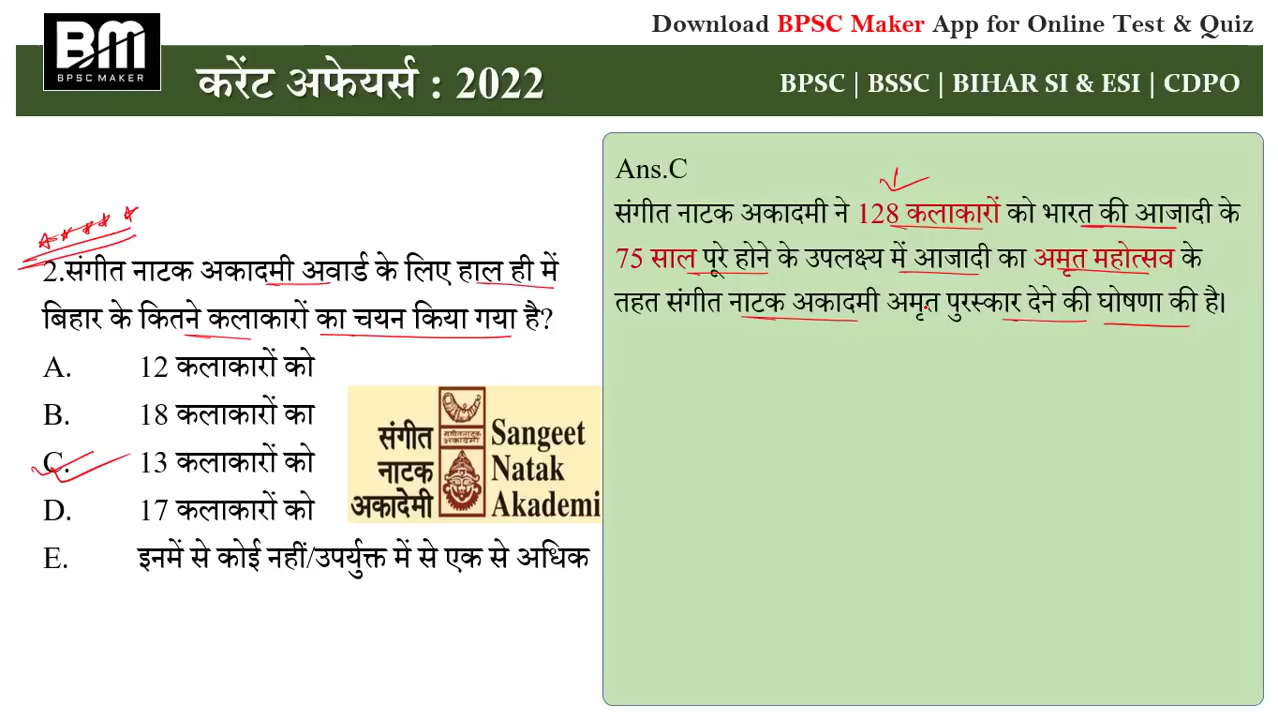 Download BPSC Maker App for Online Test & Quiz
BM
BPSC MAKER
करेंट अफेयर्स : 2022
BPSC | BSSC | BIHAR SI & ESI | CDPO
2.संगीत नाटक अकादमी अवार्ड के लिए हाल ही में
बिहार के कितने कलाकारों का चयन किया गया है?
A. 12 कलाकारों को
B. 18 कलाकारों का
C. 13 कलाकारों को
D. 17 कलाकारों को
E. इनमें से कोई नहीं/उपर्युक्त में से एक से अधिक
संगीत
नाटक
अकादेमी
संगीत नाटक
अकादेमी
Sangeet
Natak
Akademi
Ans.C
संगीत नाटक अकादमी ने 128 कलाकारों को भारत की आजादी के
75 साल पूरे होने के उपलक्ष्य में आजादी का अमृत महोत्सव के
तहत संगीत नाटक अकादमी अमृत पुरस्कार देने की घोषणा की है।